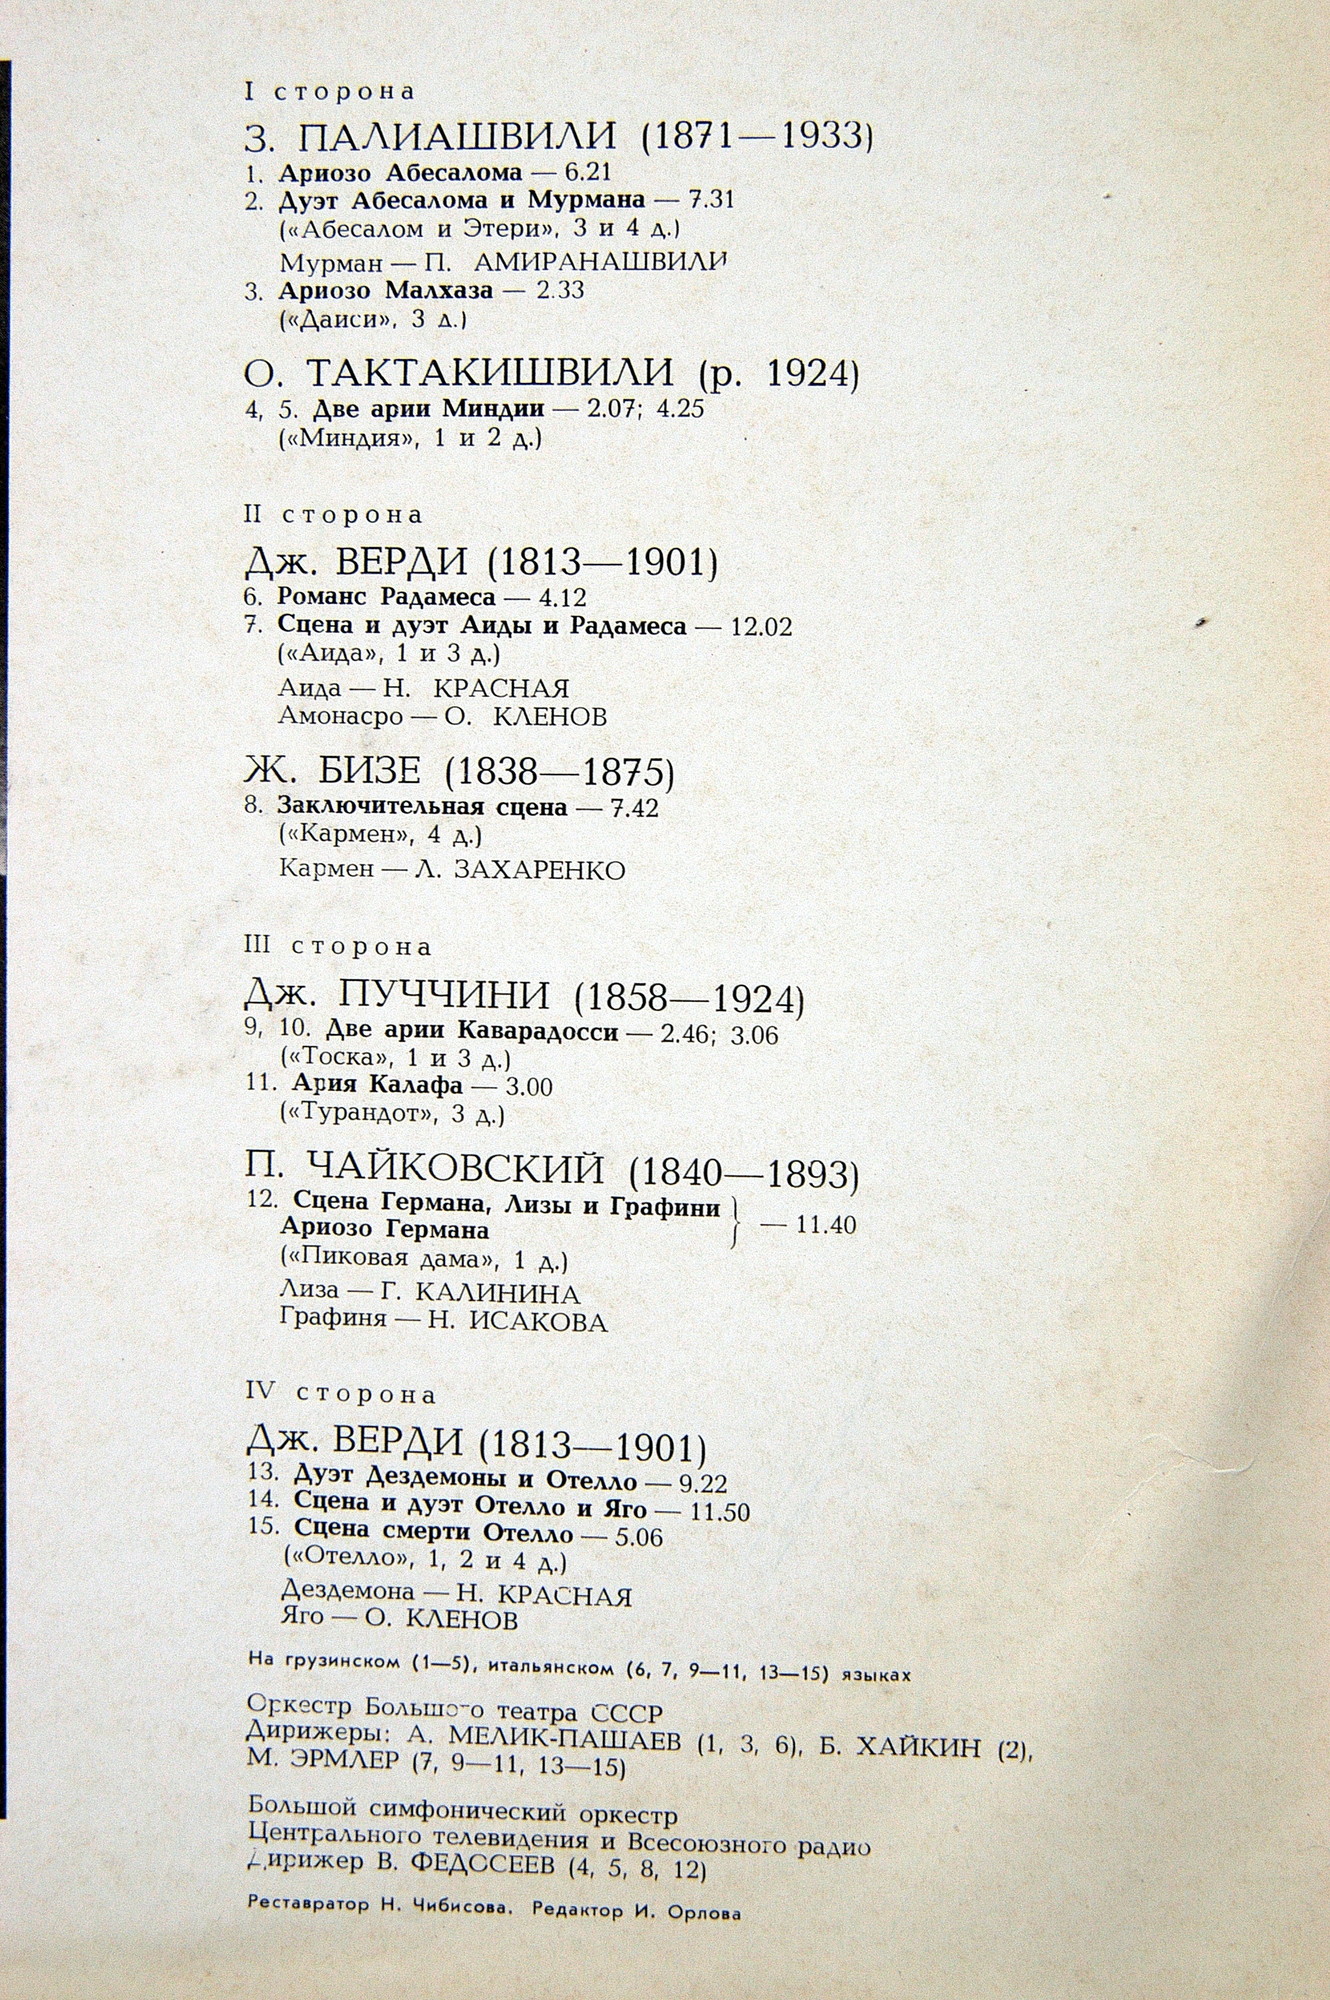 I сторона
З. ПАЛИАШВИЛИ (1871—1933)
1. Ариозо Абесалома — 6.21
2. Дуэт Абесалома и Мурмана — 7.31
(«Абесалом и Этери», 3 и 4 д.)
Мурман — П. АМИРАНАШВИЛИ
3. Ариозо Малхаза — 2.33
(«Даиси», 3 д.)
О. ТАКТАКИШВИЛИ (р. 1924)
4, 5. Две арии Миндии — 2.07; 4.25
(«Миндия», 1 и 2 д.)
II сторона
Дж. ВЕРДИ (1813—1901)
6. Романс Радамеса — 4.12
7. Сцена и дуэт Аиды и Радамеса — 12.02
(«Аида», 1 и 3 д.)
Аида — Н. КРАСНАЯ
Амонасро — О. КЛЕНОВ
Ж. БИЗЕ (1838—1875)
8. Заключительная сцена — 7.42
(«Кармен», 4 д.)
Кармен — Л. ЗАХАРЕНКО
III сторона
Дж. ПУЧЧИНИ (1858—1924)
9, 10. Две арии Каварадосси — 2.46; 3.06
(«Тоска», 1 и 3 д.)
11. Ария Калафа — 3.00
(«Турандот», 3 д.)
П. ЧАЙКОВСКИЙ (1840—1893)
12. Сцена Германа, Лизы и Графини
Ариозо Германа } — 11.40
(«Пиковая дама», 1 д.)
Лиза — Г. КАЛИНИНА
Графиня — Н. ИСАКОВА
IV сторона
Дж. ВЕРДИ (1813—1901)
13. Дуэт Дездемоны и Отелло — 9.22
14. Сцена и дуэт Отелло и Яго — 11.50
15. Сцена смерти Отелло — 5.06
(«Отелло», 1, 2 и 4 д.)
Дездемона — Н. КРАСНАЯ
Яго — О. КЛЕНОВ
На грузинском (1—5), итальянском (6, 7, 9—11, 13—15) языках
Оркестр Большого театра СССР
Дирижеры: А. МЕЛИК-ПАШАЕВ (1, 3, 6), Б. ХАЙКИН (2),
М. ЭРМЛЕР (7, 9—11, 13—15)
Большой симфонический оркестр
Центрального телевидения и Всесоюзного радио
Дирижер В. ФЕДОСЕЕВ (4, 5, 8, 12)
Реставратор Н. Чибисова. Редактор И. Орлова